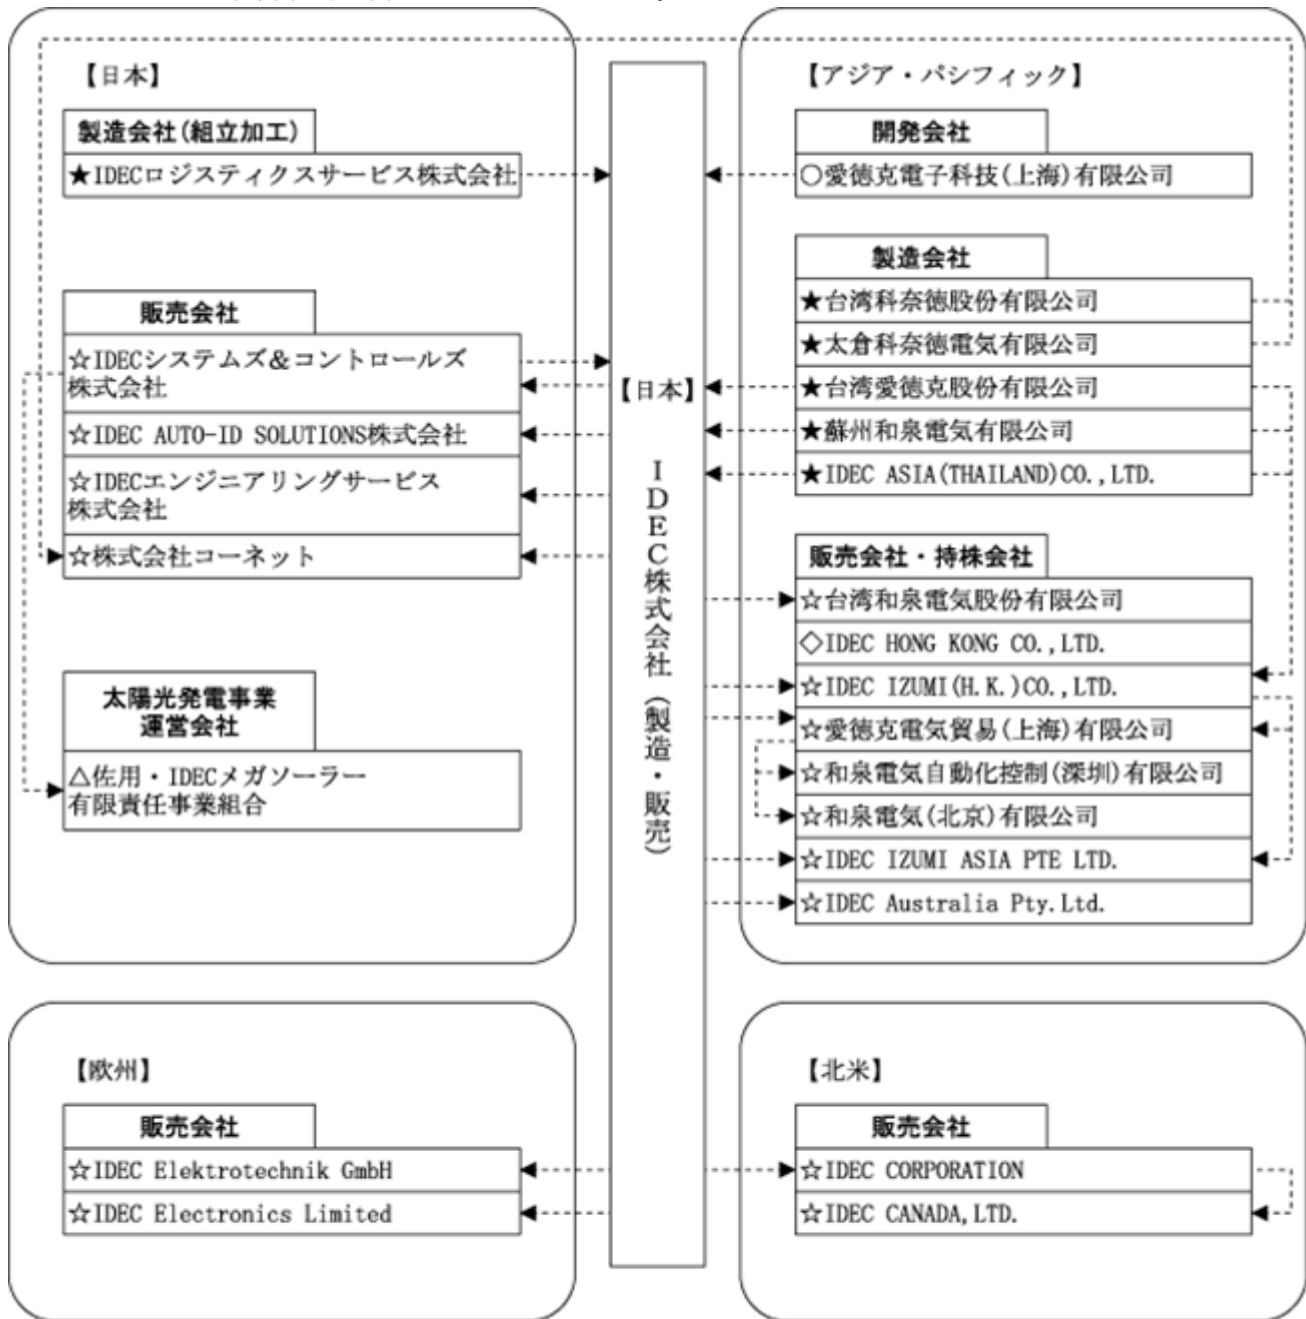 【日本】
製造会社(組立加工)
★IDECロジスティクスサービス株式会社
販売会社
☆IDECシステムズ&コントロールズ
株式会社
☆IDEC AUTO-ID SOLUTIONS株式会社
☆IDECエンジニアリングサービス
株式会社
☆株式会社コーネット
太陽光発電事業
運営会社
△佐用・IDECメガソーラー
有限責任事業組合
【日本】
IDEC株式会社(製造・販売)
【アジア・パシフィック】
開発会社
○愛徳克電子科技(上海)有限公司
製造会社
★台湾科奈徳股份有限公司
★太倉科奈徳電気有限公司
★台湾愛徳克股份有限公司
★蘇州和泉電気有限公司
★IDEC ASIA(THAILAND)CO.,LTD.
販売会社・持株会社
☆台湾和泉電気股份有限公司
◇IDEC HONG KONG CO.,LTD.
☆IDEC IZUMI(H.K.)CO.,LTD.
☆愛徳克電気貿易(上海)有限公司
☆和泉電気自動化控制(深圳)有限公司
☆和泉電気(北京)有限公司
☆IDEC IZUMI ASIA PTE LTD.
☆IDEC Australia Pty.Ltd.
【欧州】
販売会社
☆IDEC Elektrotechnik GmbH
☆IDEC Electronics Limited
【北米】
販売会社
☆IDEC CORPORATION
☆IDEC CANADA,LTD.